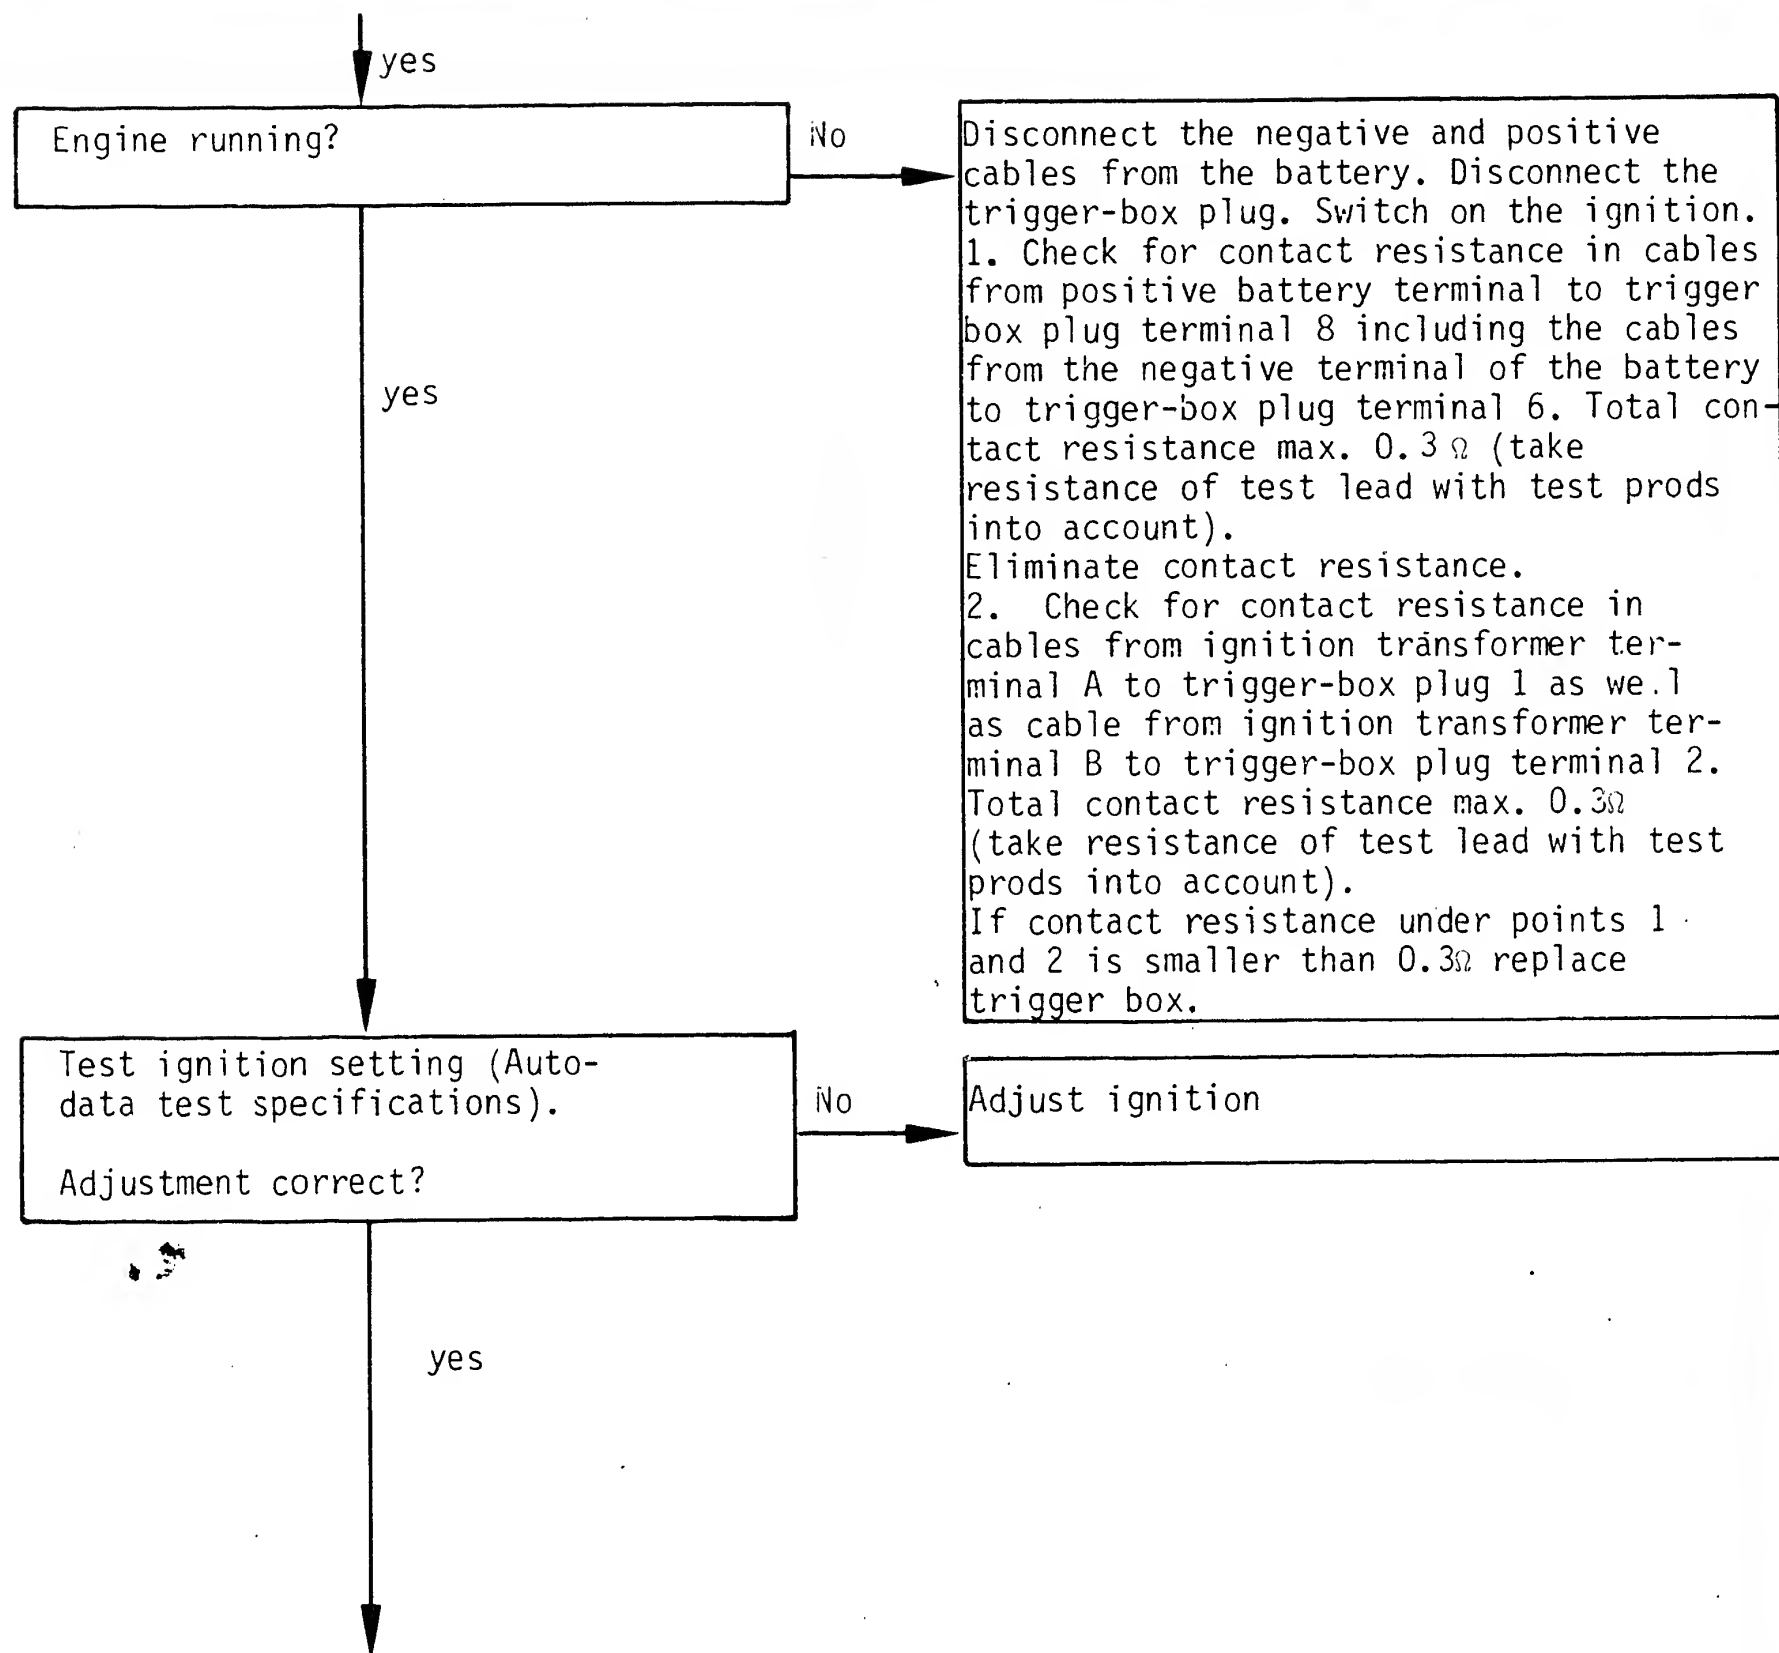 yes
Engine running?
No
Disconnect the negative and positive
cables from the battery. Disconnect the
trigger-box plug. Switch on the ignition.
1. Check for contact resistance in cables
from positive battery terminal to trigger
box plug terminal 8 including the cables
from the negative terminal of the battery
to trigger-box plug terminal 6. Total con-
tact resistance max. 0.3 Ω (take
resistance of test lead with test prods
into account).
Eliminate contact resistance.
2. Check for contact resistance in
cables from ignition transformer ter-
minal A to trigger-box plug 1 as we.l
as cable from ignition transformer ter-
minal B to trigger-box plug terminal 2.
Total contact resistance max. 0.3Ω
(take resistance of test lead with test
prods into account).
If contact resistance under points 1
and 2 is smaller than 0.3Ω replace
trigger box.
yes
Test ignition setting (Auto-
data test specifications).
Adjustment correct?
No
Adjust ignition
yes